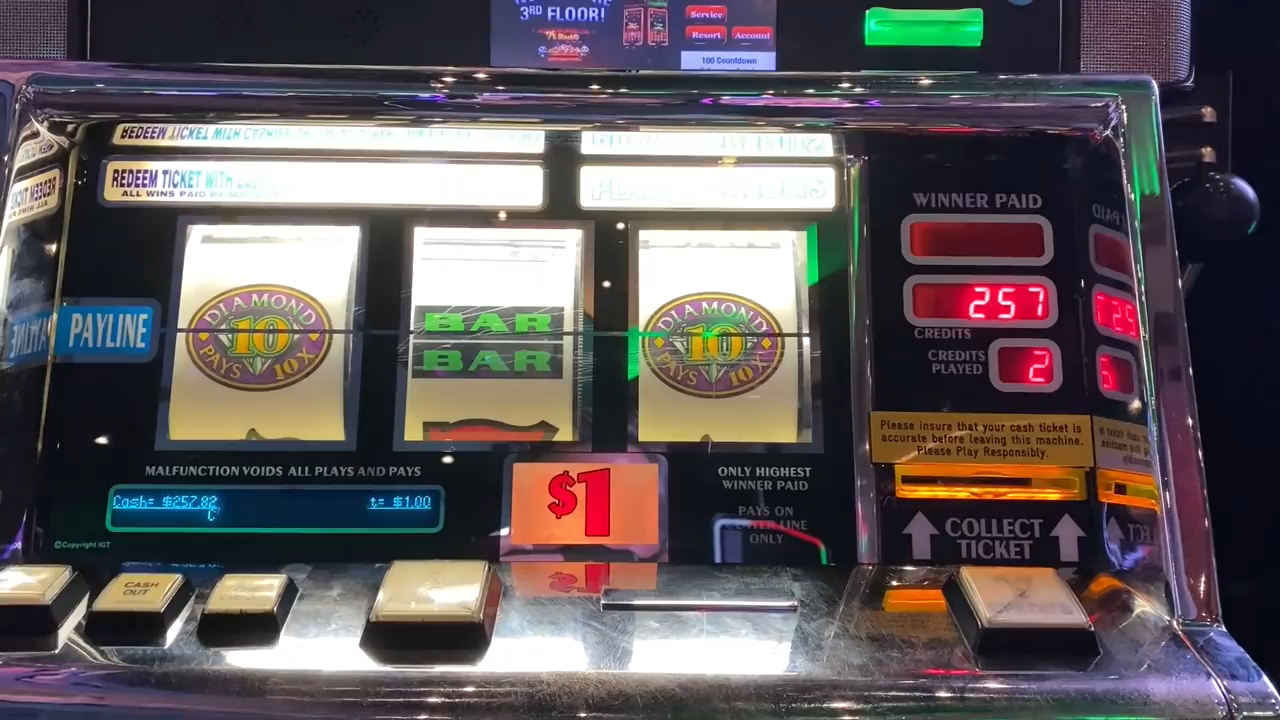 3RD FLOOR!
Service
Resort Account
100 Countdown
REDEEM TICKET WITH
ALL WINS PAID BY
WINNER PAID
257
CREDITS
CREDITS
PLAYED
2
PAYLINE
DIAMOND
10
PAYS 10X
BAR
BAR
DIAMOND
10
PAYS 10X
Please insure that your cash ticket is
accurate before leaving this machine.
Please Play Responsibly.
MALFUNCTION VOIDS ALL PLAYS AND PAYS
Cash= $257.82
$1.00
$1
ONLY HIGHEST
WINNER PAID
PAYS ON
LINE
ONLY
COLLECT
TICKET
©Copyright IGT
CASH
OUT